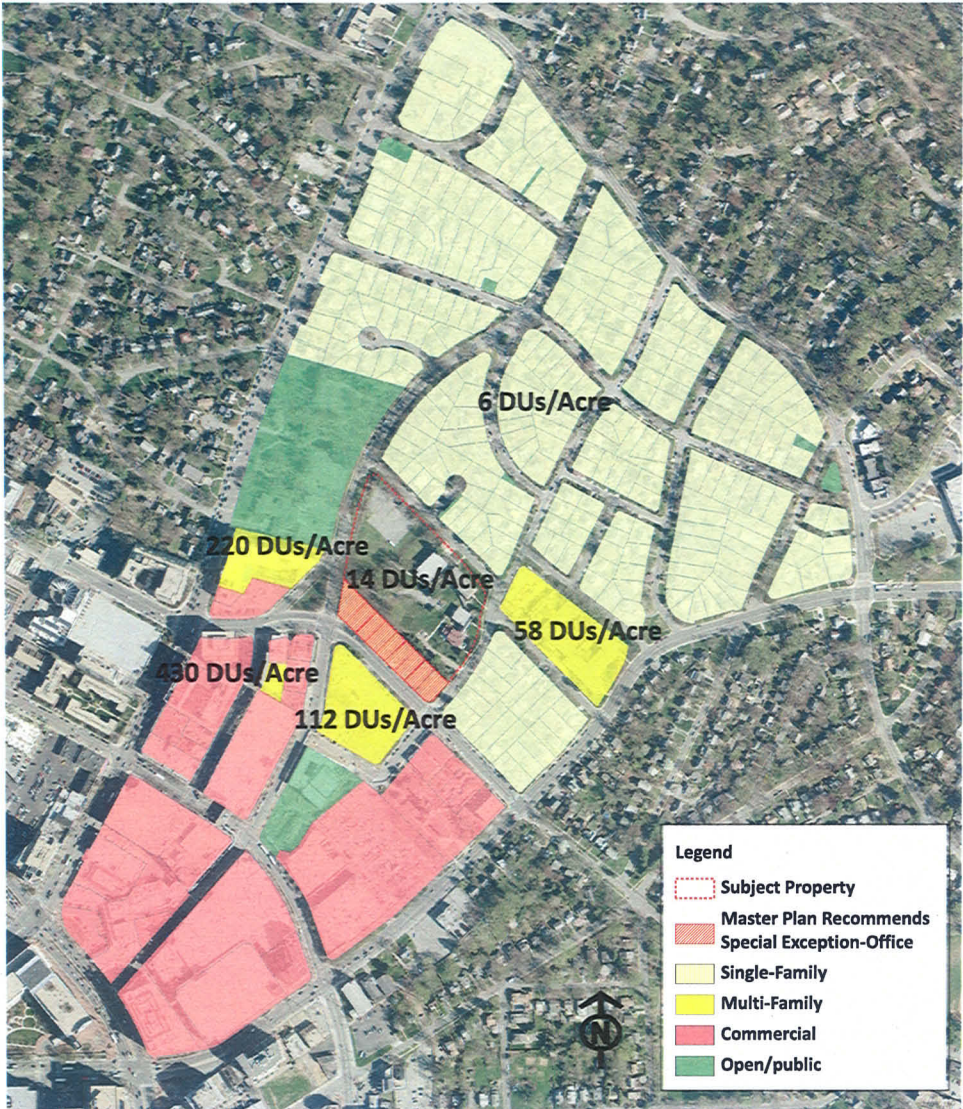 6 DUs/Acre
220 DUs/Acre
14 DUs/Acre
58 DUs/Acre
430 DUs/Acre
112 DUs/Acre
Legend
Subject Property
Master Plan Recommends
Special Exception-Office
Single-Family
Multi-Family
Commercial
Open/public
N